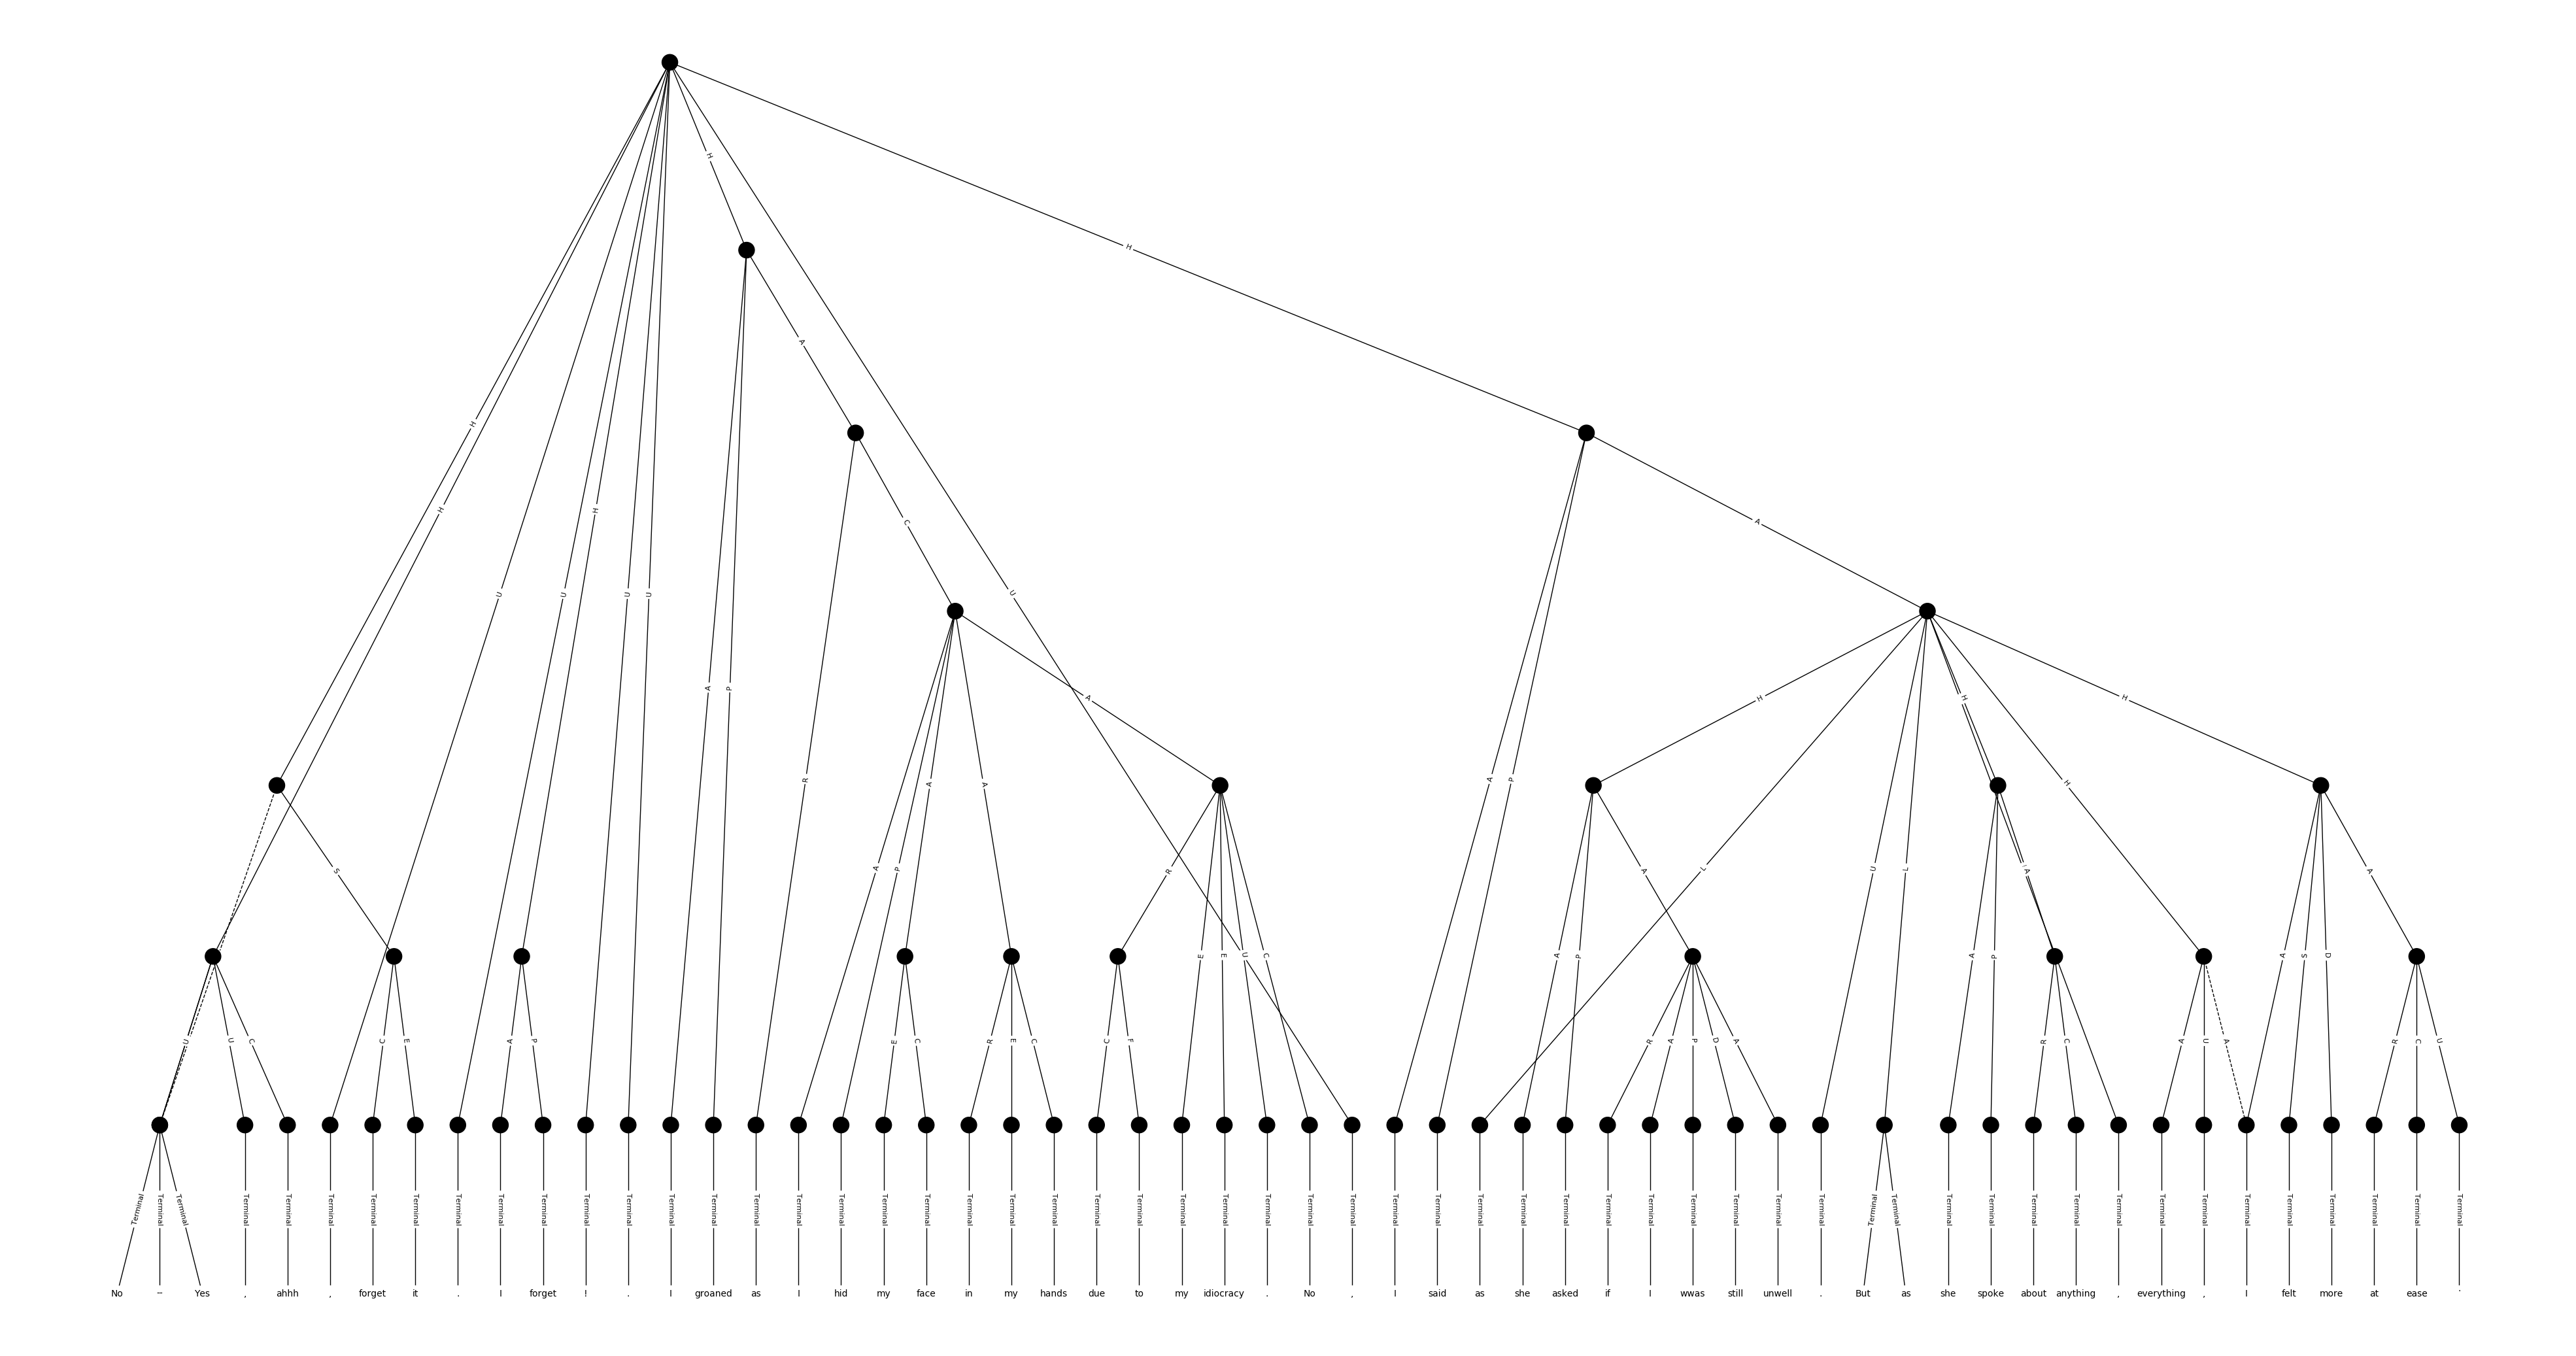 H
H
A
H
C
H
H
U
U
H
U
U
A
P
A
U
A
H
H
H
R
A
A
A
P
H
S
A
P
R
L
A
U
L
A
A
E
E
U
C
A
P
A
P
A
S
D
U
U
C
C
E
A
P
E
C
R
E
C
C
F
R
A
P
D
A
R
C
A
U
A
R
C
U
Terminal Terminal Terminal Terminal Terminal Terminal Terminal Terminal Terminal Terminal Terminal Terminal Terminal Terminal Terminal Terminal Terminal Terminal Terminal Terminal Terminal Terminal Terminal Terminal Terminal Terminal Terminal Terminal Terminal Terminal Terminal Terminal Terminal Terminal Terminal Terminal Terminal Terminal Terminal Terminal Terminal Terminal Terminal Terminal Terminal Terminal Terminal Terminal Terminal Terminal Terminal Terminal Terminal Terminal Terminal Terminal
No -- Yes , ahhh , forget it . I forget ! . I groaned as I hid my face in my hands due to my idiocracy . No , I said as she asked if I wwas still unwell . But as she spoke about anything , everything , I felt more at ease